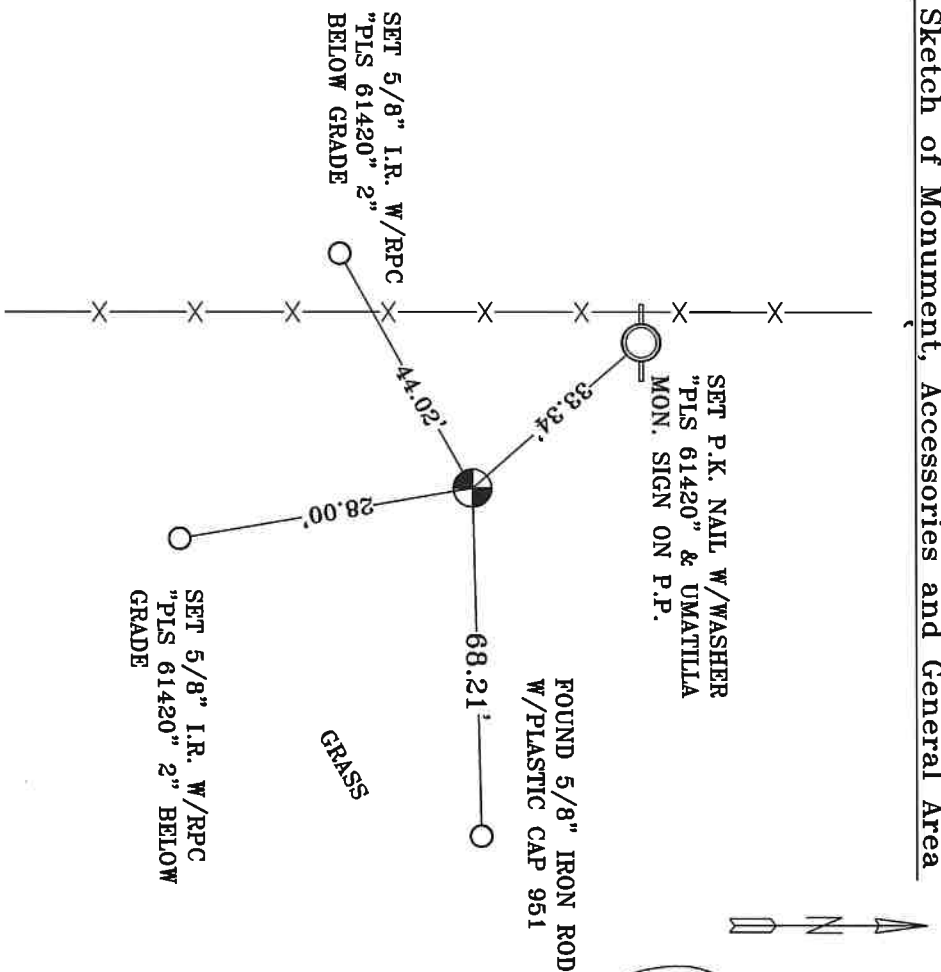 Sketch of Monument, Accessories and General Area
SET P.K. NAIL W/WASHER
"PLS 61420" & UMATILLA
MON. SIGN ON P.P.
FOUND 5/8" IRON ROD
W/PLASTIC CAP 951
SET 5/8" I.R. W/RPC
"PLS 61420" 2"
BELOW GRADE
SET 5/8" I.R. W/RPC
"PLS 61420" 2" BELOW
GRADE
GRASS
33.34'
44.02'
28.00'
68.21'
X X X X X X X X
N